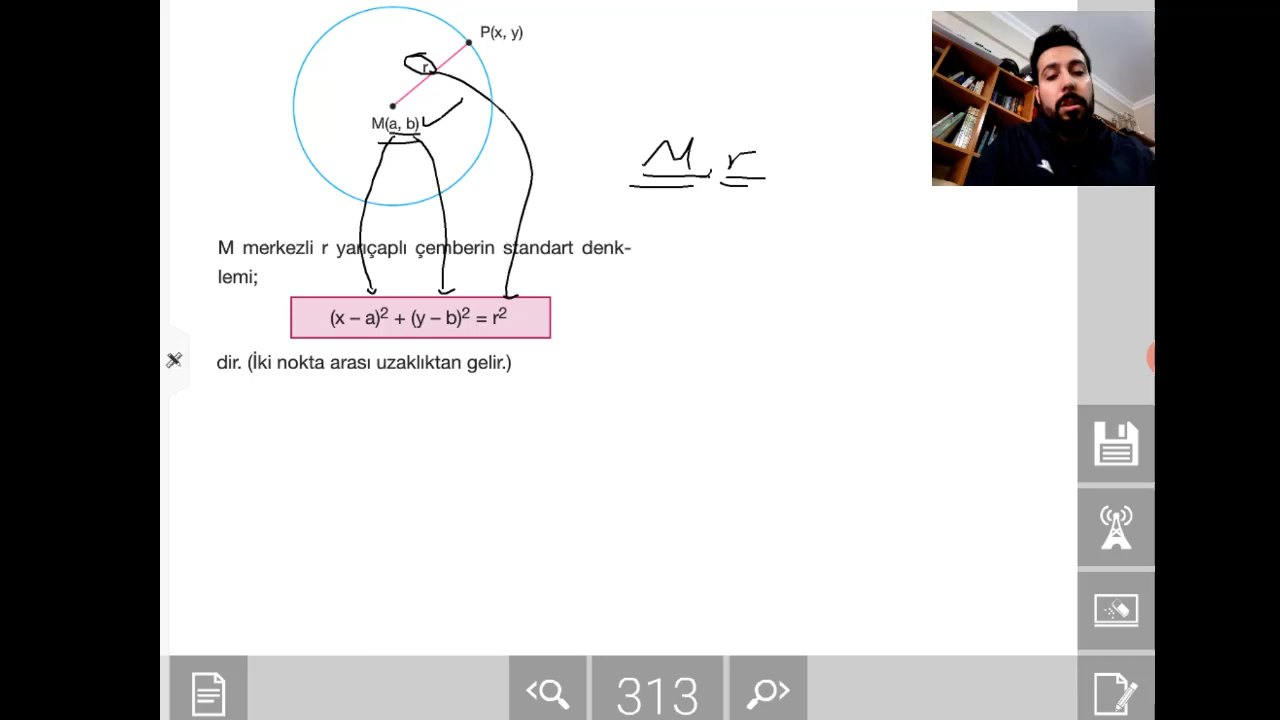 P(x, y)
r
M(a, b)
M, r
M merkezli r yarıçaplı çemberin standart denk-
lemi;
(x – a)² + (y – b)² = r²
dir. (İki nokta arası uzaklıktan gelir.)
313